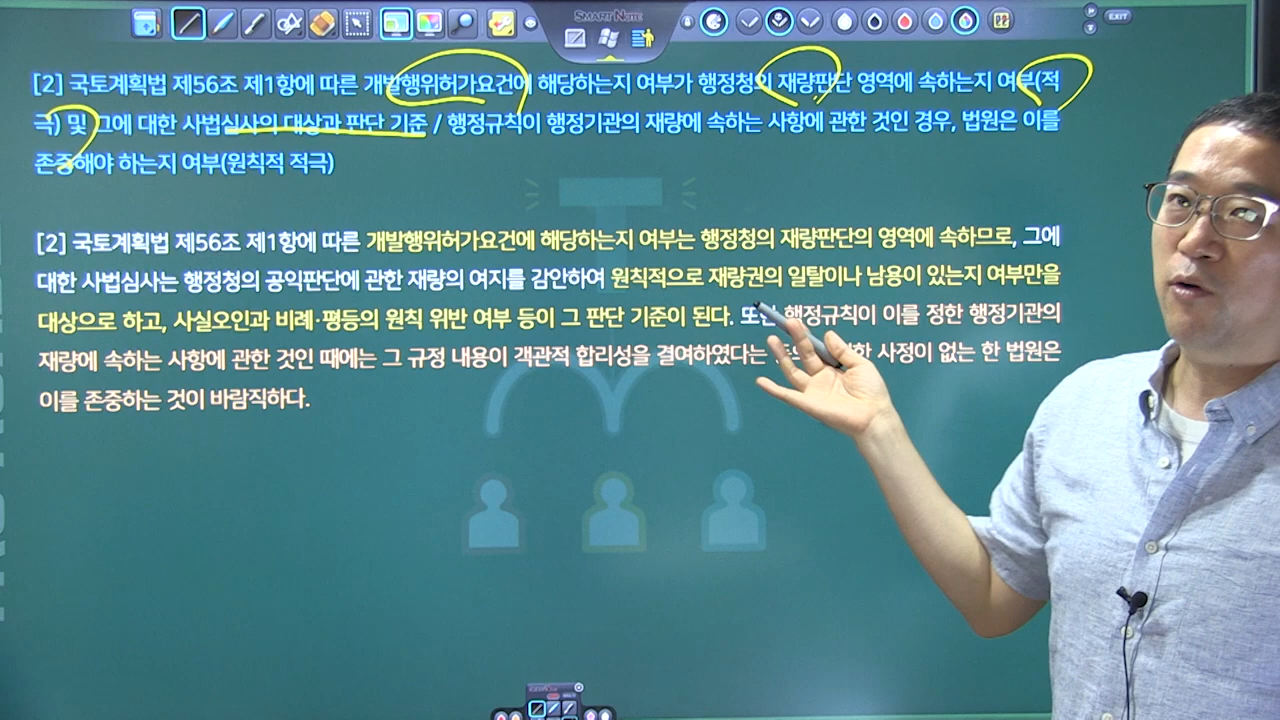 SMART NOTE
EXIT
[2] 국토계획법 제56조 제1항에 따른 개발행위허가요건에 해당하는지 여부가 행정청의 재량판단 영역에 속하는지 여부(적
극) 및 그에 대한 사법심사의 대상과 판단 기준 / 행정규칙이 행정기관의 재량에 속하는 사항에 관한 것인 경우, 법원은 이를
존중해야 하는지 여부(원칙적 적극)
[2] 국토계획법 제56조 제1항에 따른 개발행위허가요건에 해당하는지 여부는 행정청의 재량판단의 영역에 속하므로, 그에
대한 사법심사는 행정청의 공익판단에 관한 재량의 여지를 감안하여 원칙적으로 재량권의 일탈이나 남용이 있는지 여부만을
대상으로 하고, 사실오인과 비례·평등의 원칙 위반 여부 등이 그 판단 기준이 된다. 또한 행정규칙이 이를 정한 행정기관의
재량에 속하는 사항에 관한 것인 때에는 그 규정 내용이 객관적 합리성을 결여하였다는 사정이 없는 한 법원은
이를 존중하는 것이 바람직하다.